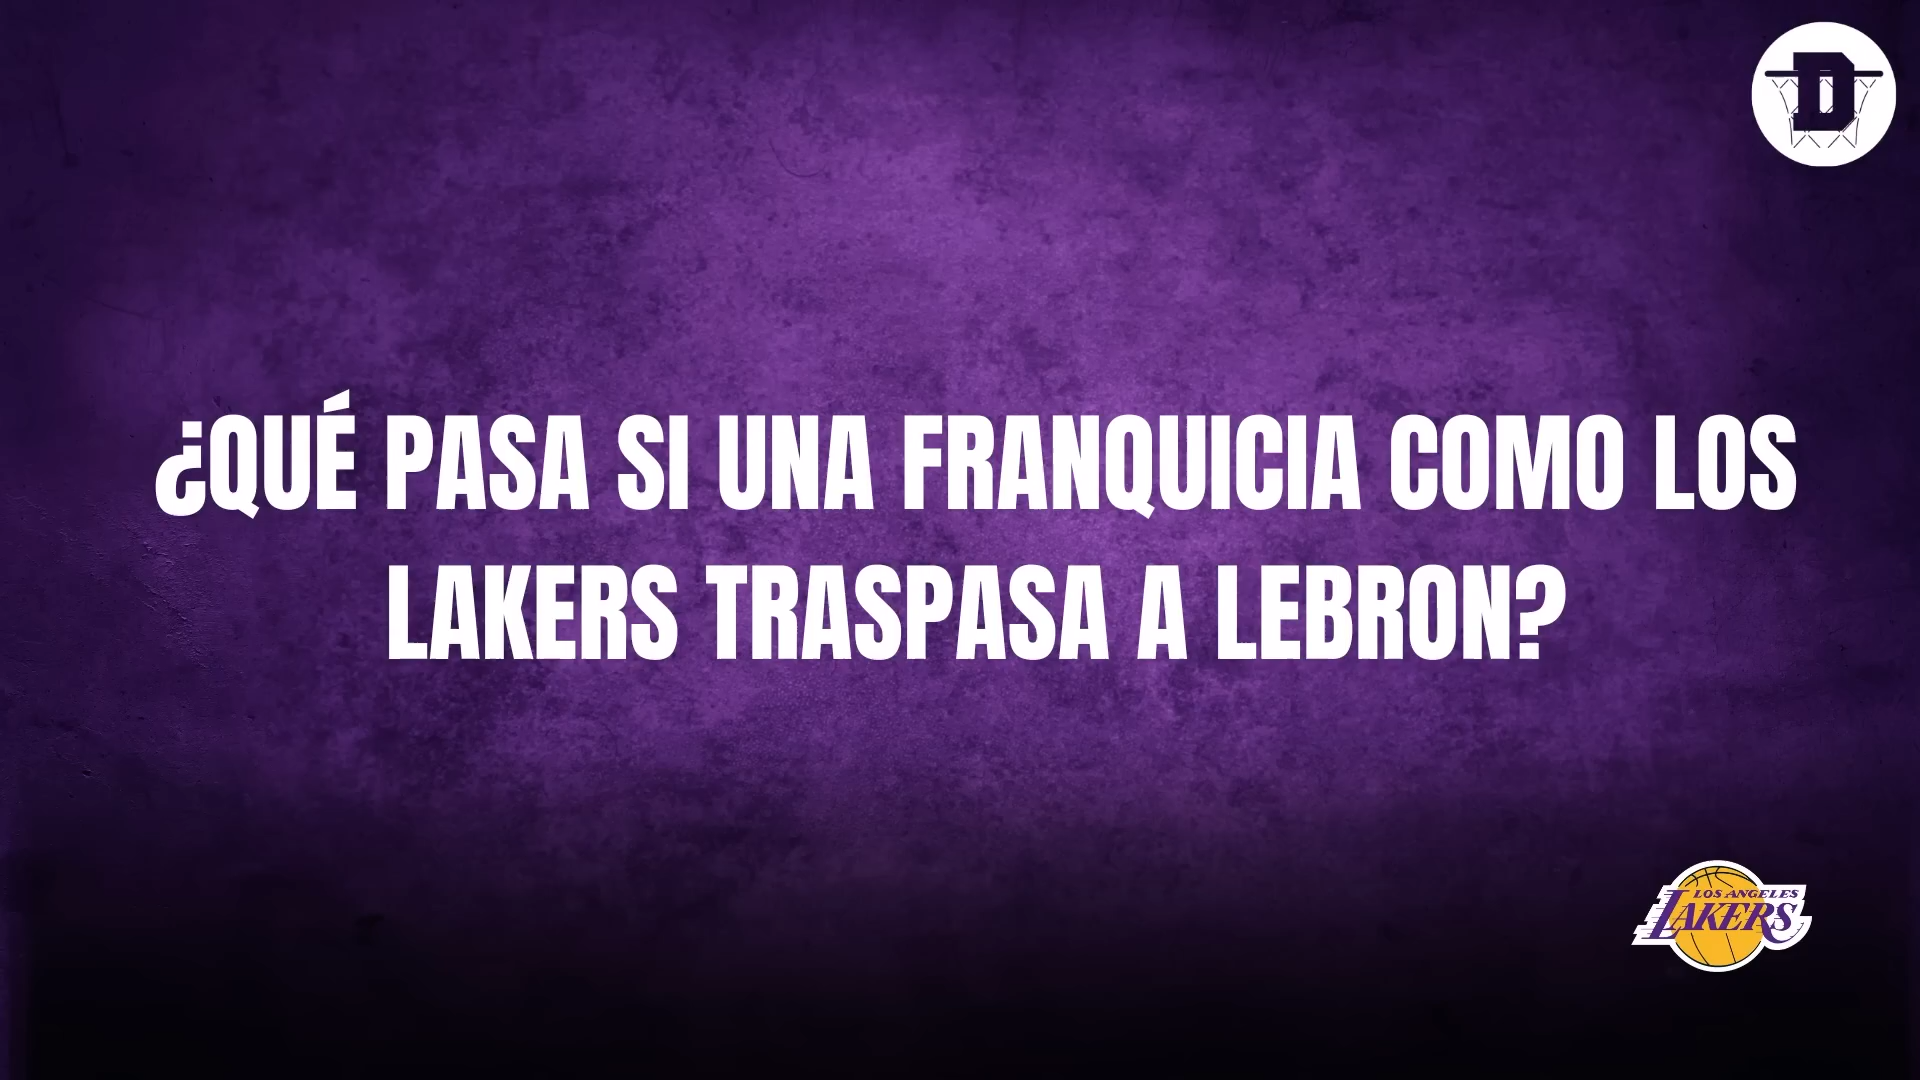 D
¿QUÉ PASA SI UNA FRANQUICIA COMO LOS
LAKERS TRASPASA A LEBRON?
LOS ANGELES
LAKERS